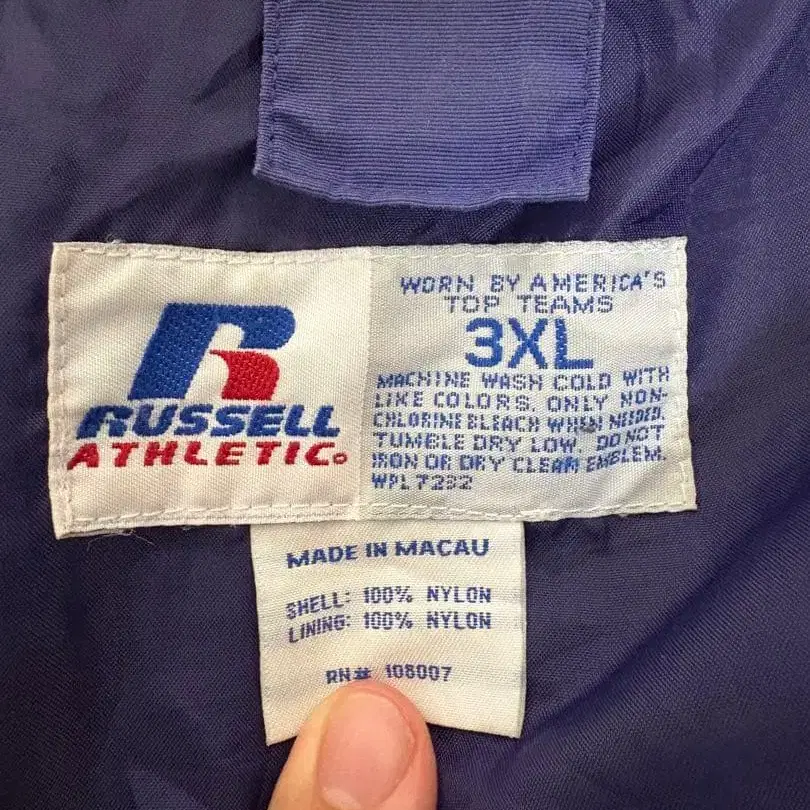 R
RUSSELL
ATHLETIC
WORN BY AMERICA'S
TOP TEAMS
3XL
MACHINE WASH COLD WITH
LIKE COLORS. ONLY NON-
CHLORINE BLEACH WHEN NEEDED.
TUMBLE DRY LOW. DO NOT
IRON OR DRY CLEAN EMBLEM.
WPL 7232
MADE IN MACAU
SHELL: 100% NYLON
LINING: 100% NYLON
RN# 108007